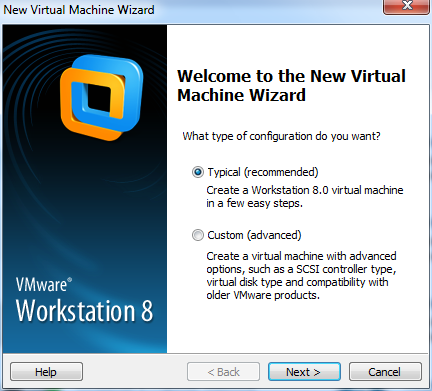 New Virtual Machine Wizard
Welcome to the New Virtual
Machine Wizard
What type of configuration do you want?
Typical (recommended)
Create a Workstation 8.0 virtual machine
in a few easy steps.
Custom (advanced)
Create a virtual machine with advanced
options, such as a SCSI controller type,
virtual disk type and compatibility with
older VMware products.
VMware®
Workstation 8
Help
< Back
Next >
Cancel